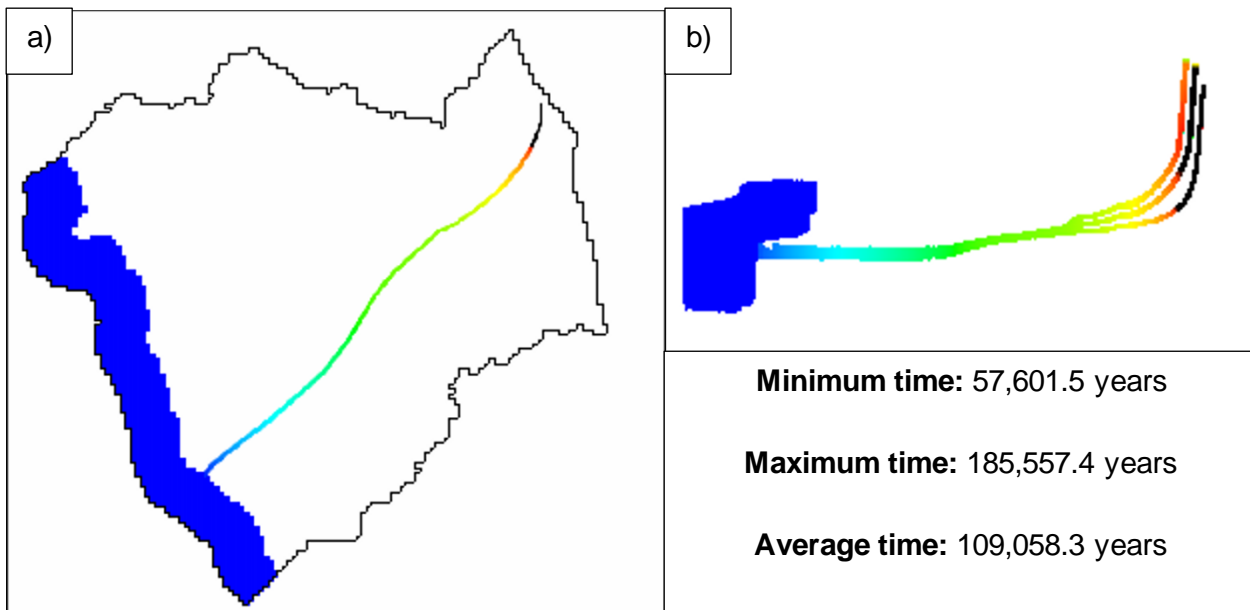 a)
b)
Minimum time: 57,601.5 years
Maximum time: 185,557.4 years
Average time: 109,058.3 years